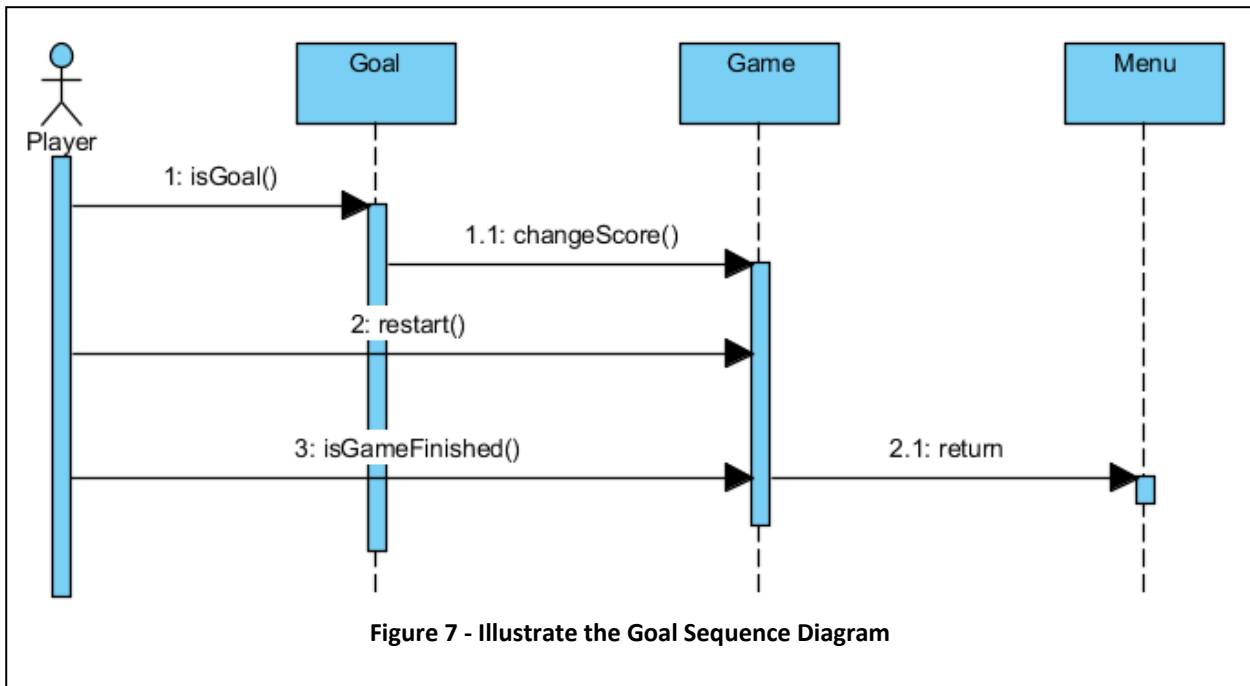 Goal
Game
Menu
Player
1: isGoal()
1.1: changeScore()
2: restart()
3: isGameFinished()
2.1: return
Figure 7 - Illustrate the Goal Sequence Diagram